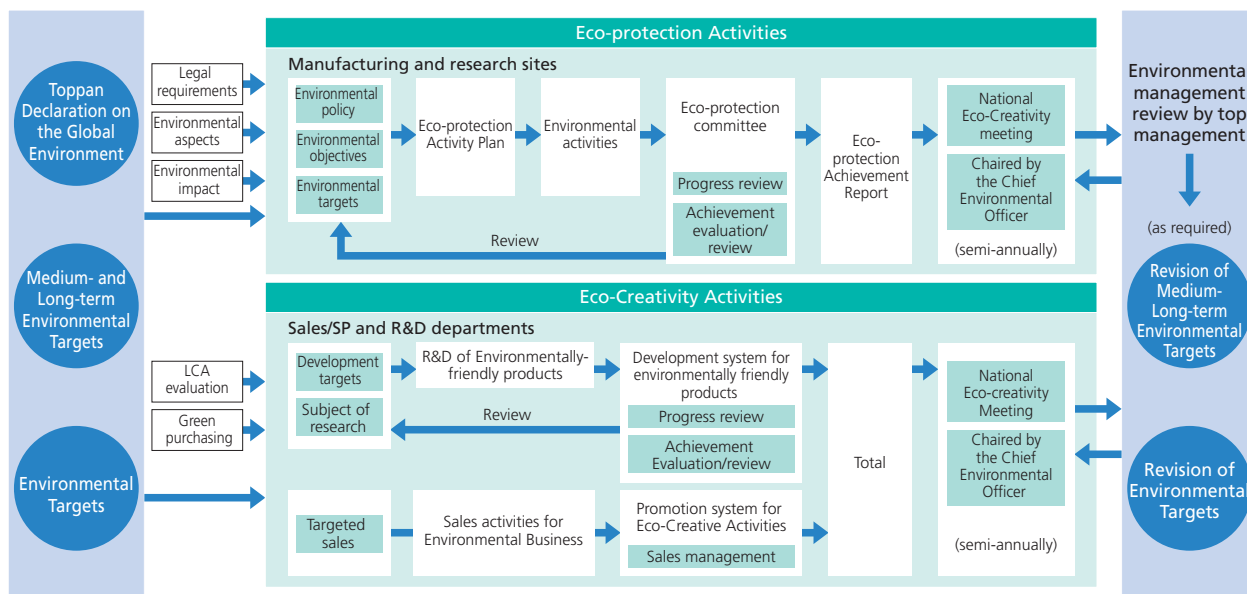 Toppan
Declaration on
the Global
Environment
Medium- and
Long-term
Environmental
Targets
Environmental
Targets
Legal
requirements
Environmental
aspects
Environmental
impact
LCA
evaluation
Green
purchasing
Eco-protection Activities
Manufacturing and research sites
Environmental
policy
Environmental
objectives
Environmental
targets
Eco-protection
Activity Plan
Environmental
activities
Eco-protection
committee
Progress review
Achievement
evaluation/
review
Review
Eco-
protection
Achievement
Report
National
Eco-Creativity
meeting
Chaired by
the Chief
Environmental
Officer
(semi-annually)
Eco-Creativity Activities
Sales/SP and R&D departments
Development
targets
Subject of
research
R&D of Environmentally-
friendly products
Review
Development system for
environmentally friendly
products
Progress review
Achievement
Evaluation/review
Targeted
sales
Sales activities for
Environmental Business
Promotion system for
Eco-Creative Activities
Sales management
Total
National
Eco-creativity
Meeting
Chaired by
the Chief
Environmental
Officer
(semi-annually)
Environmenta
management
review by top
management
(as required)
Revision of
Medium-
Long-term
Environmental
Targets
Revision of
Environmental
Targets